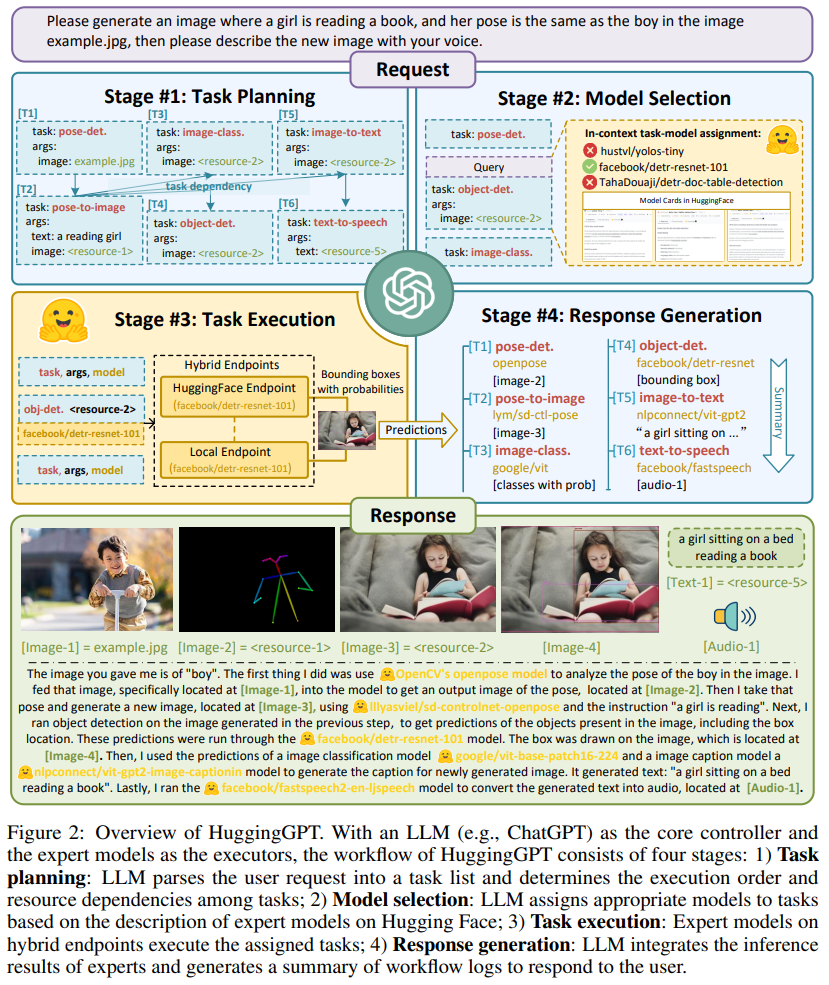 Please generate an image where a girl is reading a book, and her pose is the same as the boy in the image
example.jpg, then please describe the new image with your voice.
Request
Stage #1: Task Planning
[T1]
task: pose-det.
args:
image: example.jpg
[T3]
task: image-class.
args:
image: <resource-2>
[T5]
task: image-to-text
args:
image: <resource-2>
task dependency
[T2]
task: pose-to-image
args:
text: a reading girl
image: <resource-1>
[T4]
task: object-det.
args:
image: <resource-2>
[T6]
task: text-to-speech
args:
text: <resource-5>
Stage #2: Model Selection
task: pose-det.
Query
task: object-det.
args:
image: <resource-2>
task: image-class.
In-context task-model assignment:
hustvl/yolos-tiny
facebook/detr-resnet-101
TahaDouaji/detr-doc-table-detection
Model Cards in HuggingFace
Stage #3: Task Execution
task, args, model
obj-det. <resource-2>
facebook/detr-resnet-101
task, args, model
Hybrid Endpoints
HuggingFace Endpoint
(facebook/detr-resnet-101)
Local Endpoint
(facebook/detr-resnet-101)
Bounding boxes
with probabilities
Predictions
Stage #4: Response Generation
[T1] pose-det.
openpose
[image-2]
[T2] pose-to-image
lym/sd-ctl-pose
[image-3]
[T3] image-class.
google/vit
[classes with prob]
[T4] object-det.
facebook/detr-resnet
[bounding box]
[T5] image-to-text
nlpconnect/vit-gpt2
“a girl sitting on ...”
[T6] text-to-speech
facebook/fastspeech
[audio-1]
Summary
Response
a girl sitting on a bed
reading a book
[Text-1] = <resource-5>
[Image-1] = example.jpg
[Image-2] = <resource-1>
[Image-3] = <resource-2>
[Image-4]
[Audio-1]
The image you gave me is of "boy". The first thing I did was use OpenCV's openpose model to analyze the pose of the boy in the image. I
fed that image, specifically located at [Image-1], into the model to get an output image of the pose, located at [Image-2]. Then I take that
pose and generate a new image, located at [Image-3], using lllyasviel/sd-controlnet-openpose and the instruction "a girl is reading". Next, I
ran object detection on the image generated in the previous step, to get predictions of the objects present in the image, including the box
location. These predictions were run through the facebook/detr-resnet-101 model. The box was drawn on the image, which is located at
[Image-4]. Then, I used the predictions of a image classification model google/vit-base-patch16-224 and a image caption model a
nlpconnect/vit-gpt2-image-captionin model to generate the caption for newly generated image. It generated text: "a girl sitting on a bed
reading a book". Lastly, I ran the facebook/fastspeech2-en-ljspeech model to convert the generated text into audio, located at [Audio-1].
Figure 2: Overview of HuggingGPT. With an LLM (e.g., ChatGPT) as the core controller and
the expert models as the executors, the workflow of HuggingGPT consists of four stages: 1) Task
planning: LLM parses the user request into a task list and determines the execution order and
resource dependencies among tasks; 2) Model selection: LLM assigns appropriate models to tasks
based on the description of expert models on Hugging Face; 3) Task execution: Expert models on
hybrid endpoints execute the assigned tasks; 4) Response generation: LLM integrates the inference
results of experts and generates a summary of workflow logs to respond to the user.